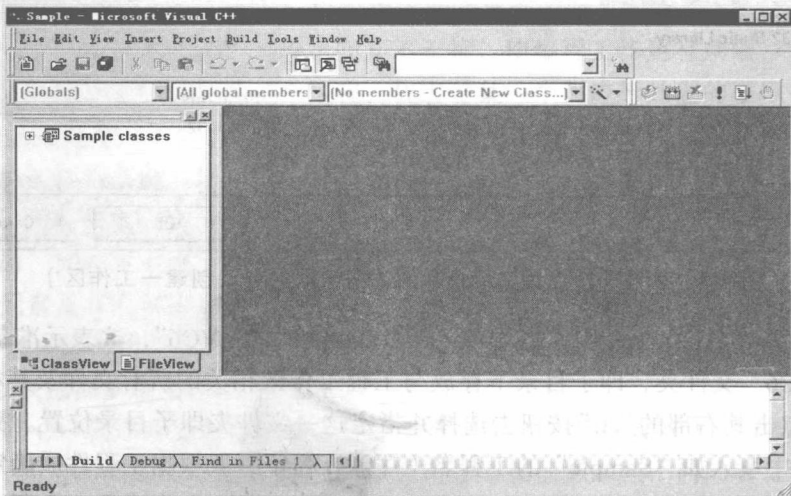 Sample - Microsoft Visual C++
File Edit View Insert Project Build Tools Window Help
(Globals) (All global members (No members - Create New Class...)
Sample classes
ClassView FileView
Build Debug Find in Files 1
Ready